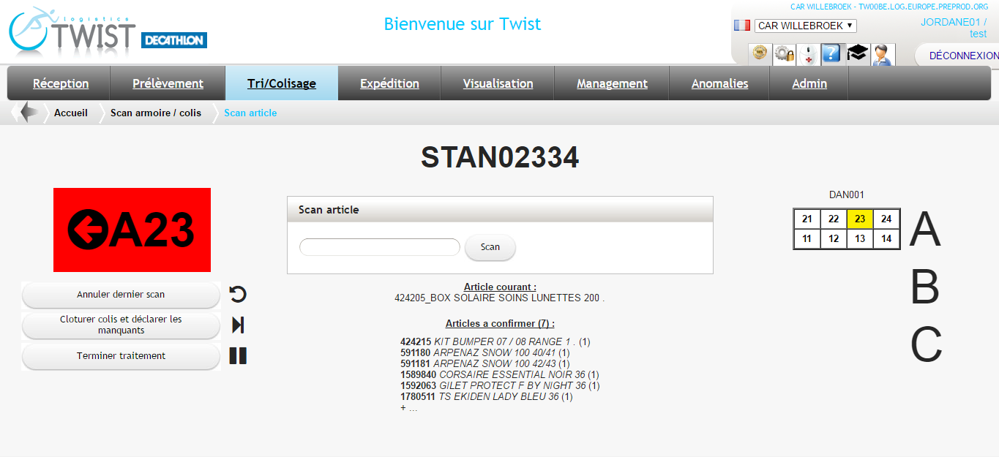 CAR WILLEBROEK - TW00BE.LOG.EUROPE.PREPROD.ORG
logistics
TWIST DECATHLON
Bienvenue sur Twist
CAR WILLEBROEK
JORDANE01 /
test
DÉCONNEXION
Réception Prélèvement Tri/Colisage Expédition Visualisation Management Anomalies Admin
Accueil Scan armoire / colis Scan article
STAN02334
A23
Annuler dernier scan
Cloturer colis et déclarer les
manquants
Terminer traitement
Scan article
Scan
Article courant :
424205_BOX SOLAIRE SOINS LUNETTES 200 .
Articles a confirmer (7) :
424215 KIT BUMPER 07 / 08 RANGE 1 . (1)
591180 ARPENAZ SNOW 100 40/41 (1)
591181 ARPENAZ SNOW 100 42/43 (1)
1589840 CORSAIRE ESSENTIAL NOIR 36 (1)
1592063 GILET PROTECT F BY NIGHT 36 (1)
1780511 TS EKIDEN LADY BLEU 36 (1)
+ ...
DAN001
21 22 23 24
11 12 13 14
A
B
C